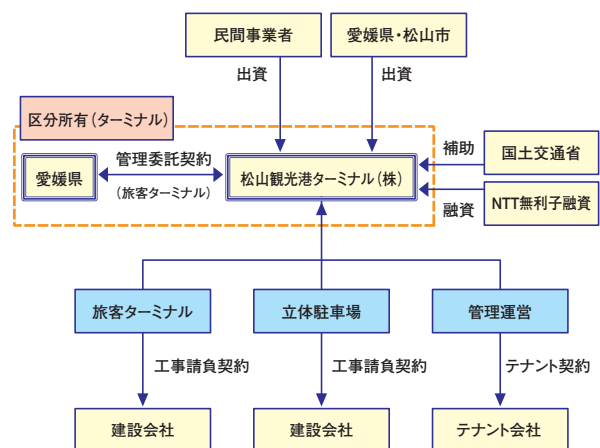 民間事業者
愛媛県・松山市
出資
出資
区分所有(ターミナル)
管理委託契約
補助
国土交通省
愛媛県
松山観光港ターミナル(株)
(旅客ターミナル)
NTT無利子融資
融資
旅客ターミナル
立体駐車場
管理運営
工事請負契約
工事請負契約
テナント契約
建設会社
建設会社
テナント会社